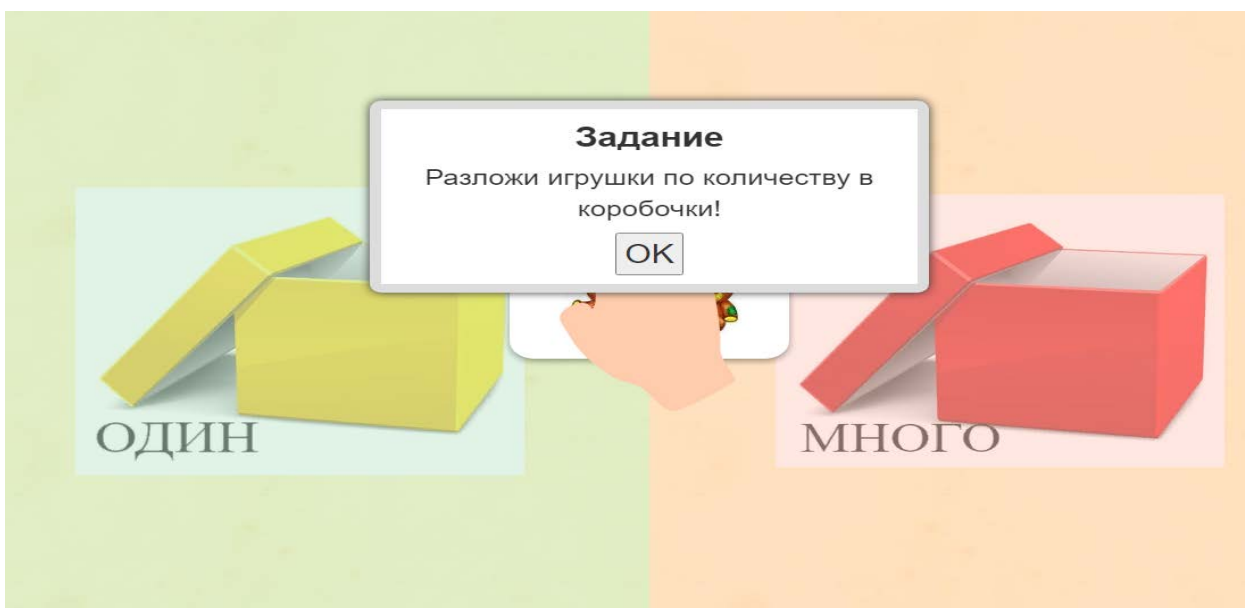 Задание
Разложи игрушки по количеству в
коробочки!
OK
ОДИН
МНОГО